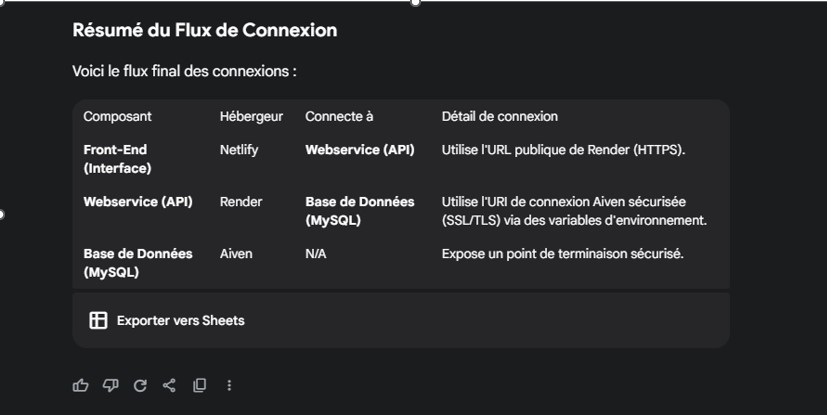 Résumé du Flux de Connexion
Voici le flux final des connexions :
Composant Hébergeur Connecte à Détail de connexion
Front-End (Interface) Netlify Webservice (API) Utilise l'URL publique de Render (HTTPS).
Webservice (API) Render Base de Données (MySQL) Utilise l'URI de connexion Aiven sécurisée (SSL/TLS) via des variables d'environnement.
Base de Données (MySQL) Aiven N/A Expose un point de terminaison sécurisé.
Exporter vers Sheets